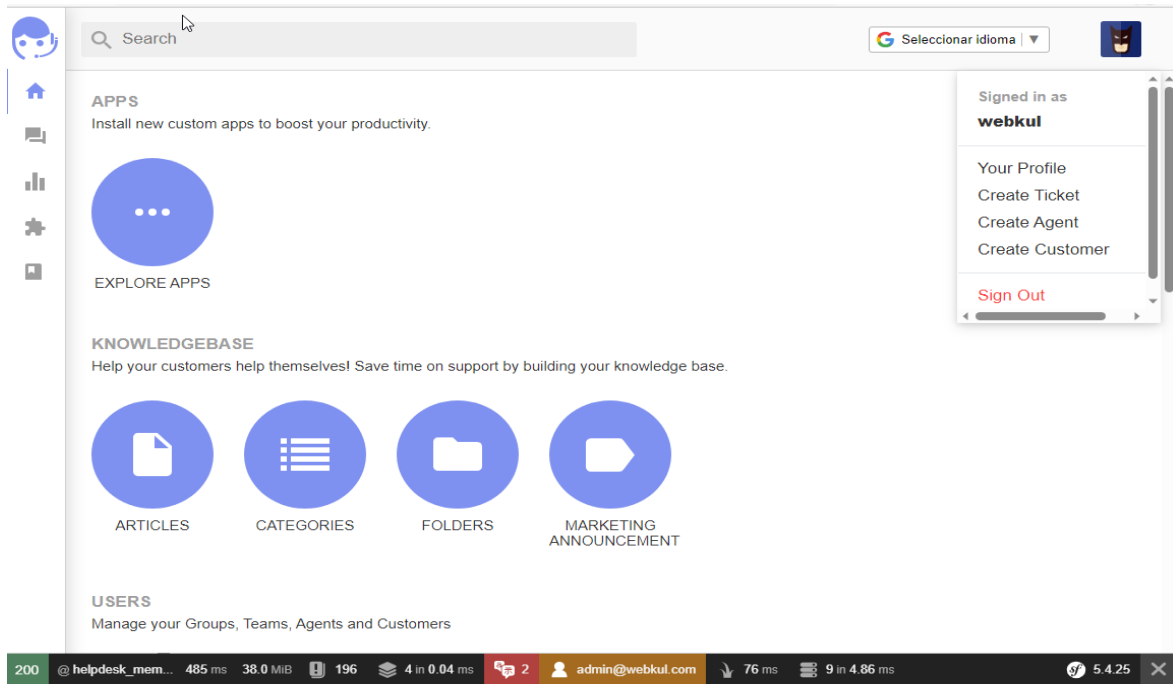 Search
Seleccionar idioma
Signed in as
webkul
Your Profile
Create Ticket
Create Agent
Create Customer
Sign Out
APPS
Install new custom apps to boost your productivity.
EXPLORE APPS
KNOWLEDGEBASE
Help your customers help themselves! Save time on support by building your knowledge base.
ARTICLES
CATEGORIES
FOLDERS
MARKETING
ANNOUNCEMENT
USERS
Manage your Groups, Teams, Agents and Customers
200 @ helpdesk_mem... 485 ms 38.0 MiB 196 4 in 0.04 ms 2 admin@webkul.com 76 ms 9 in 4.86 ms sf 5.4.25